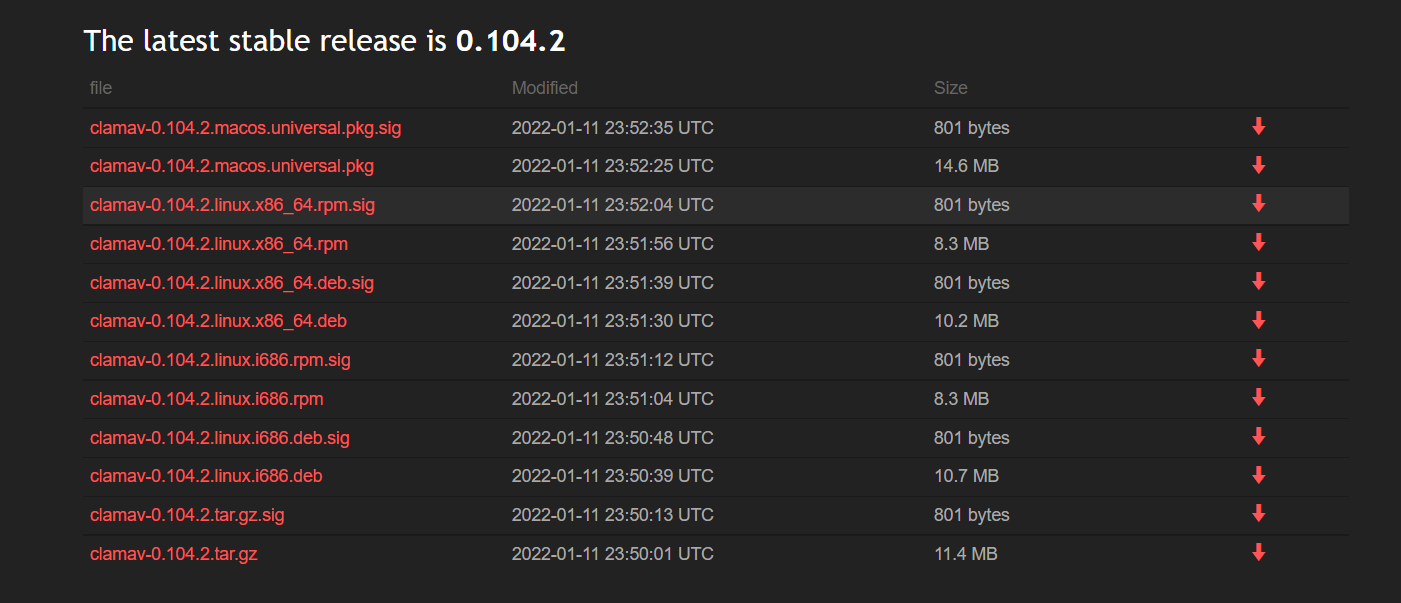 The latest stable release is 0.104.2
file Modified Size
clamav-0.104.2.macos.universal.pkg.sig 2022-01-11 23:52:35 UTC 801 bytes
clamav-0.104.2.macos.universal.pkg 2022-01-11 23:52:25 UTC 14.6 MB
clamav-0.104.2.linux.x86_64.rpm.sig 2022-01-11 23:52:04 UTC 801 bytes
clamav-0.104.2.linux.x86_64.rpm 2022-01-11 23:51:56 UTC 8.3 MB
clamav-0.104.2.linux.x86_64.deb.sig 2022-01-11 23:51:39 UTC 801 bytes
clamav-0.104.2.linux.x86_64.deb 2022-01-11 23:51:30 UTC 10.2 MB
clamav-0.104.2.linux.i686.rpm.sig 2022-01-11 23:51:12 UTC 801 bytes
clamav-0.104.2.linux.i686.rpm 2022-01-11 23:51:04 UTC 8.3 MB
clamav-0.104.2.linux.i686.deb.sig 2022-01-11 23:50:48 UTC 801 bytes
clamav-0.104.2.linux.i686.deb 2022-01-11 23:50:39 UTC 10.7 MB
clamav-0.104.2.tar.gz.sig 2022-01-11 23:50:13 UTC 801 bytes
clamav-0.104.2.tar.gz 2022-01-11 23:50:01 UTC 11.4 MB